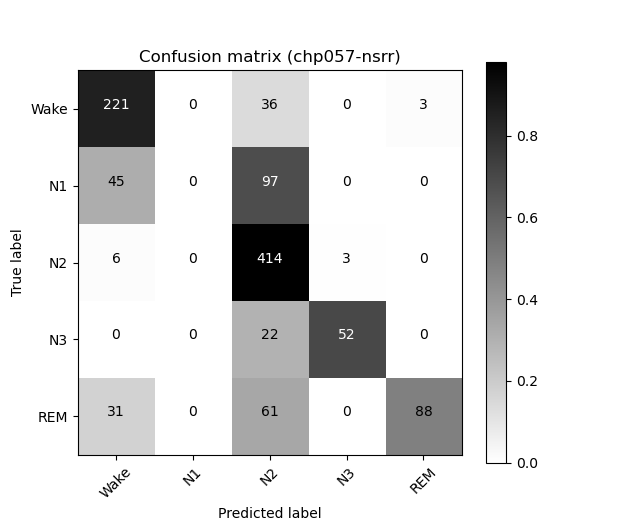 Confusion matrix (chp057-nsrr)
True label
Wake 221 0 36 0 3
N1 45 0 97 0 0
N2 6 0 414 3 0
N3 0 0 22 52 0
REM 31 0 61 0 88
Wake N1 N2 N3 REM
Predicted label
0.8
0.6
0.4
0.2
0.0